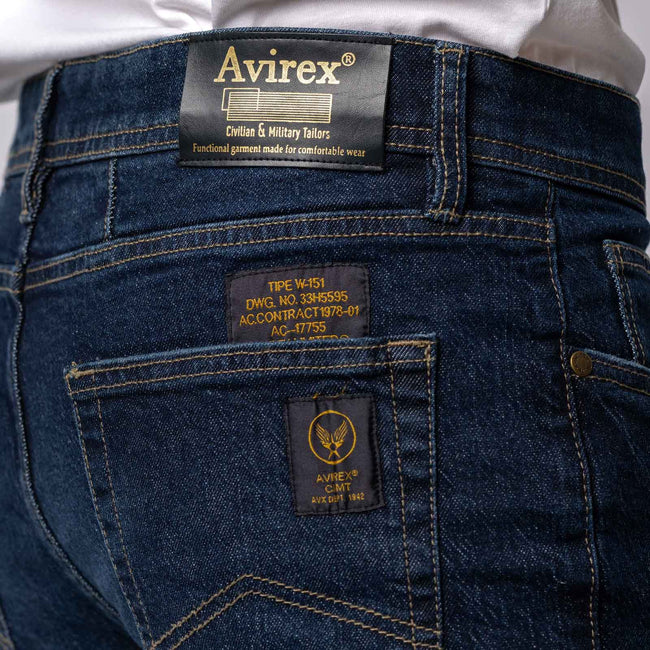 Avirex®
Civilian & Military Tailors
Functional garment made for comfortable wear
TIPE W-151
DWG. NO. 33H5595
AC.CONTRACT1978-01
AC--17755
AVIREX®
CIMT
AVX DEPT. 1942